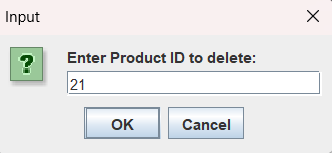 Input
Enter Product ID to delete:
21
OK Cancel